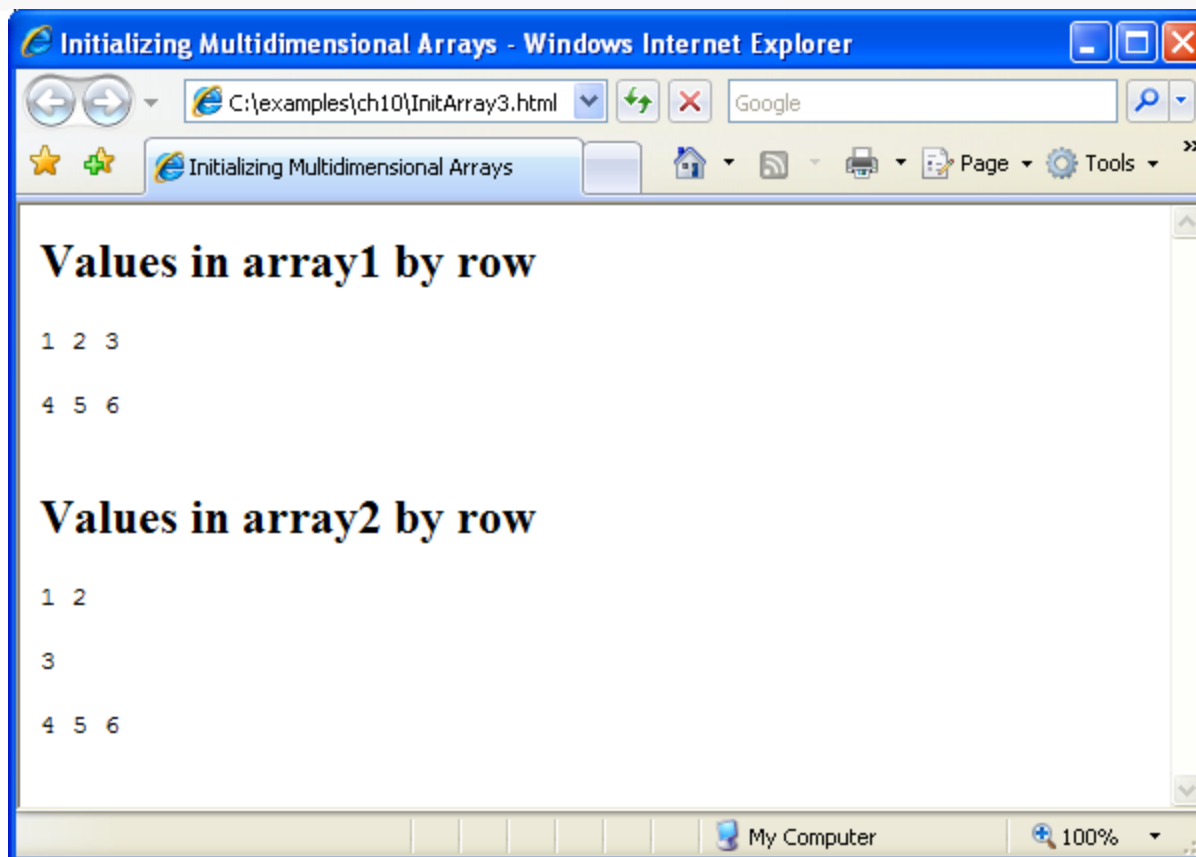 Initializing Multidimensional Arrays - Windows Internet Explorer
C:\examples\ch10\InitArray3.html
Google
Initializing Multidimensional Arrays
Page
Tools
»
Values in array1 by row
1 2 3
4 5 6
Values in array2 by row
1 2
3
4 5 6
My Computer
100%